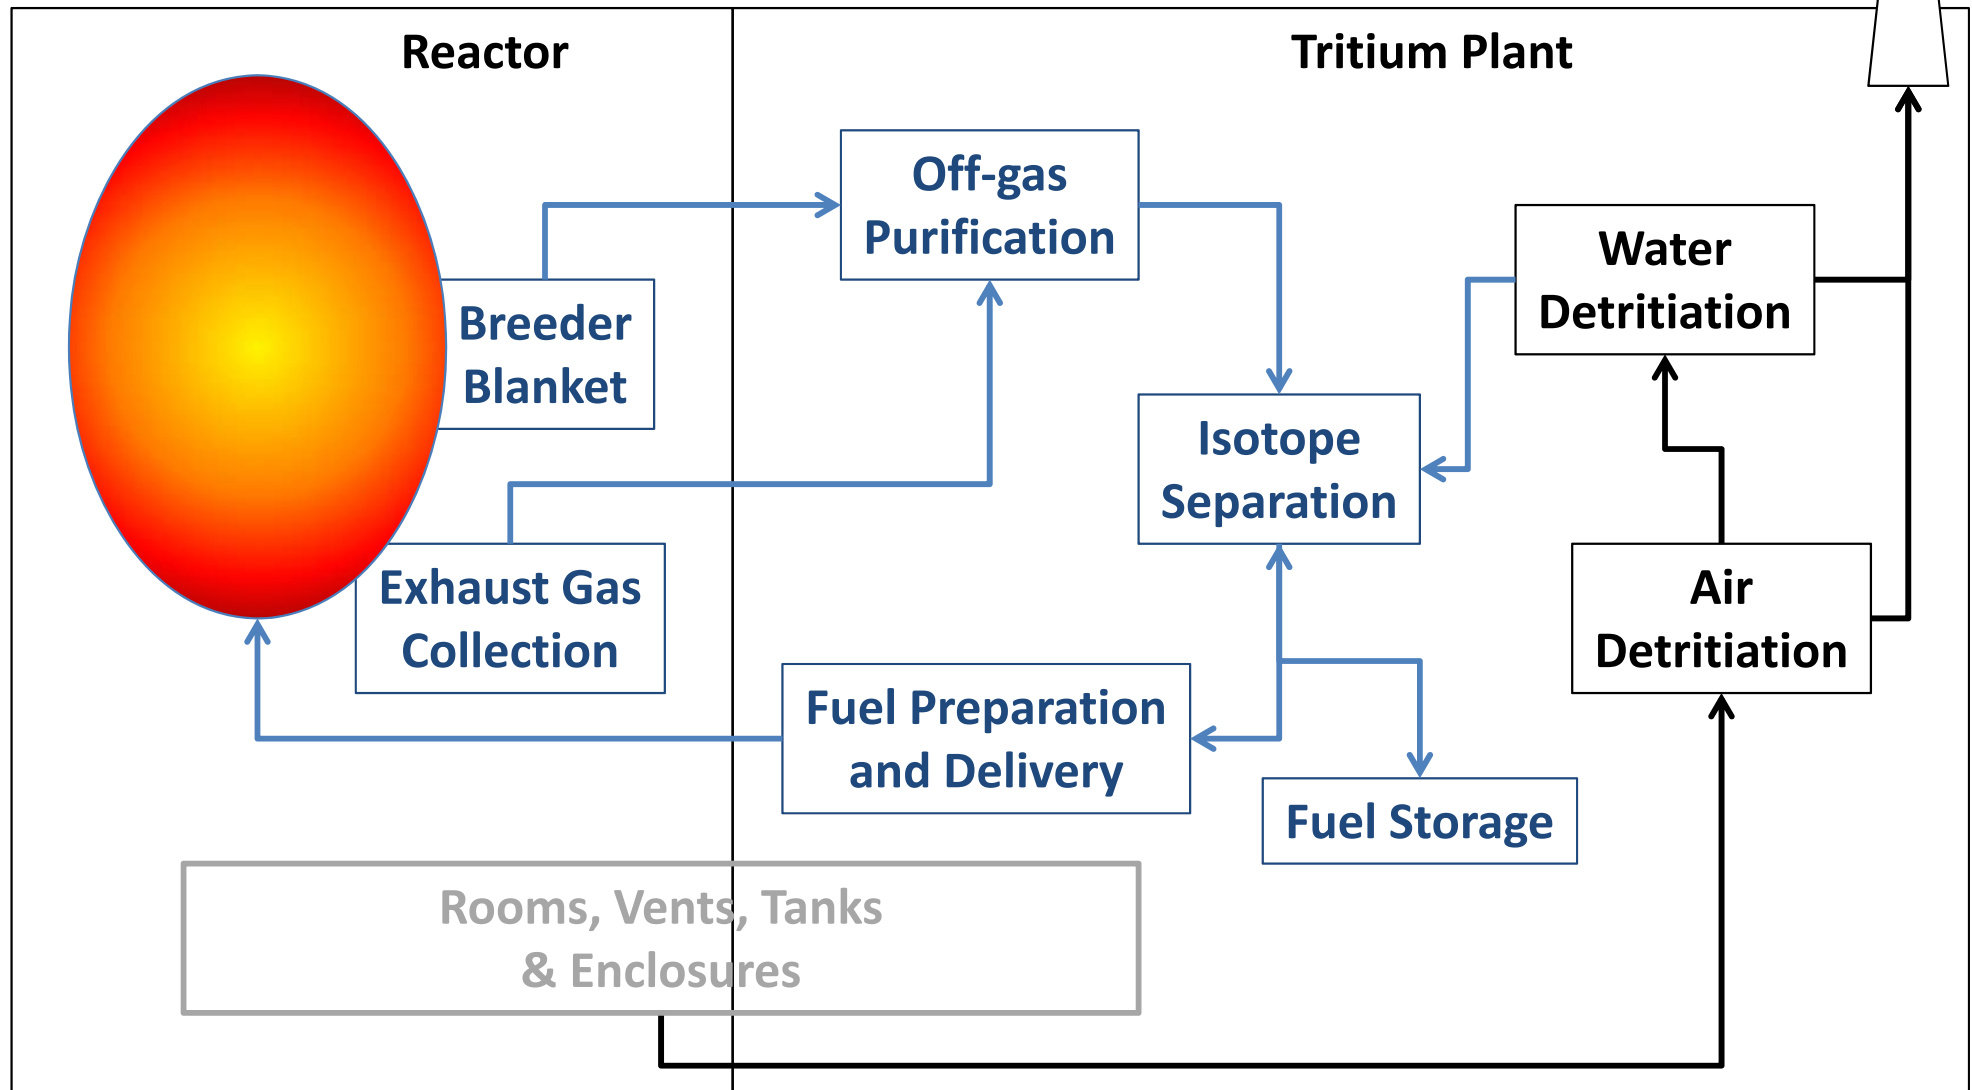 Reactor
Tritium Plant
Off-gas
Purification
Water
Detritiation
Breeder
Blanket
Isotope
Separation
Exhaust Gas
Collection
Air
Detritiation
Fuel Preparation
and Delivery
Fuel Storage
Rooms, Vents, Tanks
& Enclosures